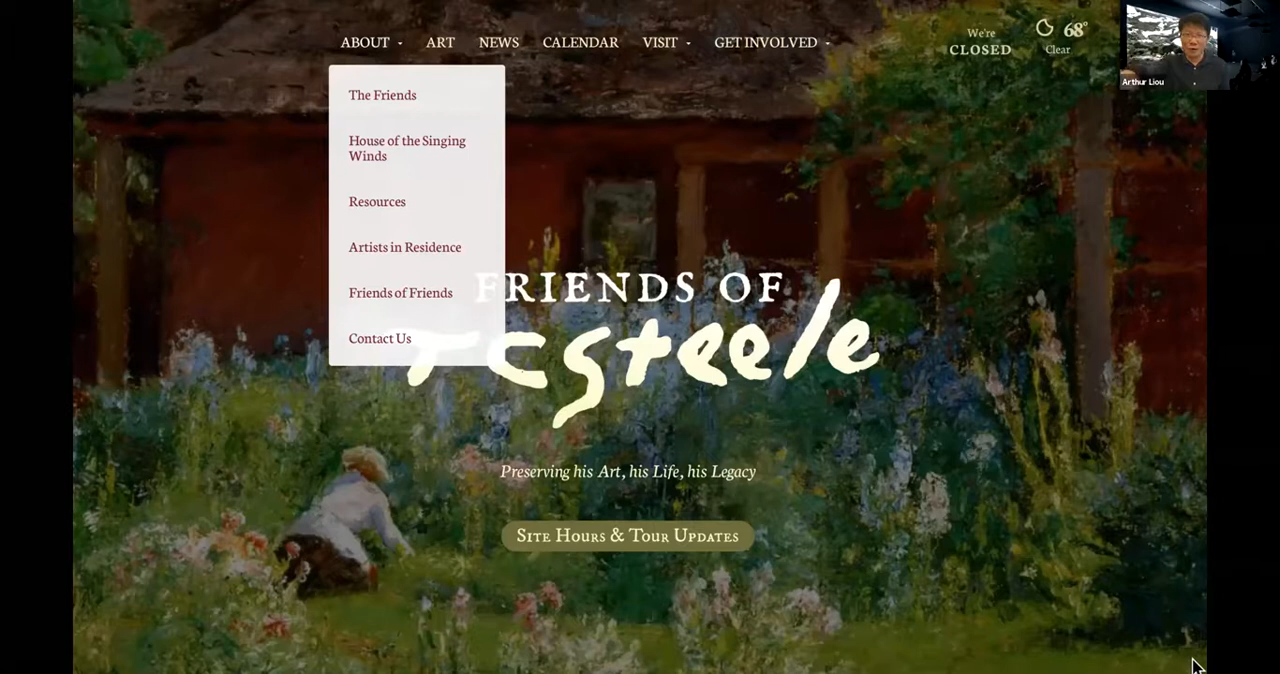 ABOUT ART NEWS CALENDAR VISIT GET INVOLVED
We're
CLOSED
68°
Clear
Arthur Liou
The Friends
House of the Singing
Winds
Resources
Artists in Residence
Friends of Friends
Contact Us
FRIENDS OF
TCSteele
Preserving his Art, his Life, his Legacy
Site Hours & Tour Updates